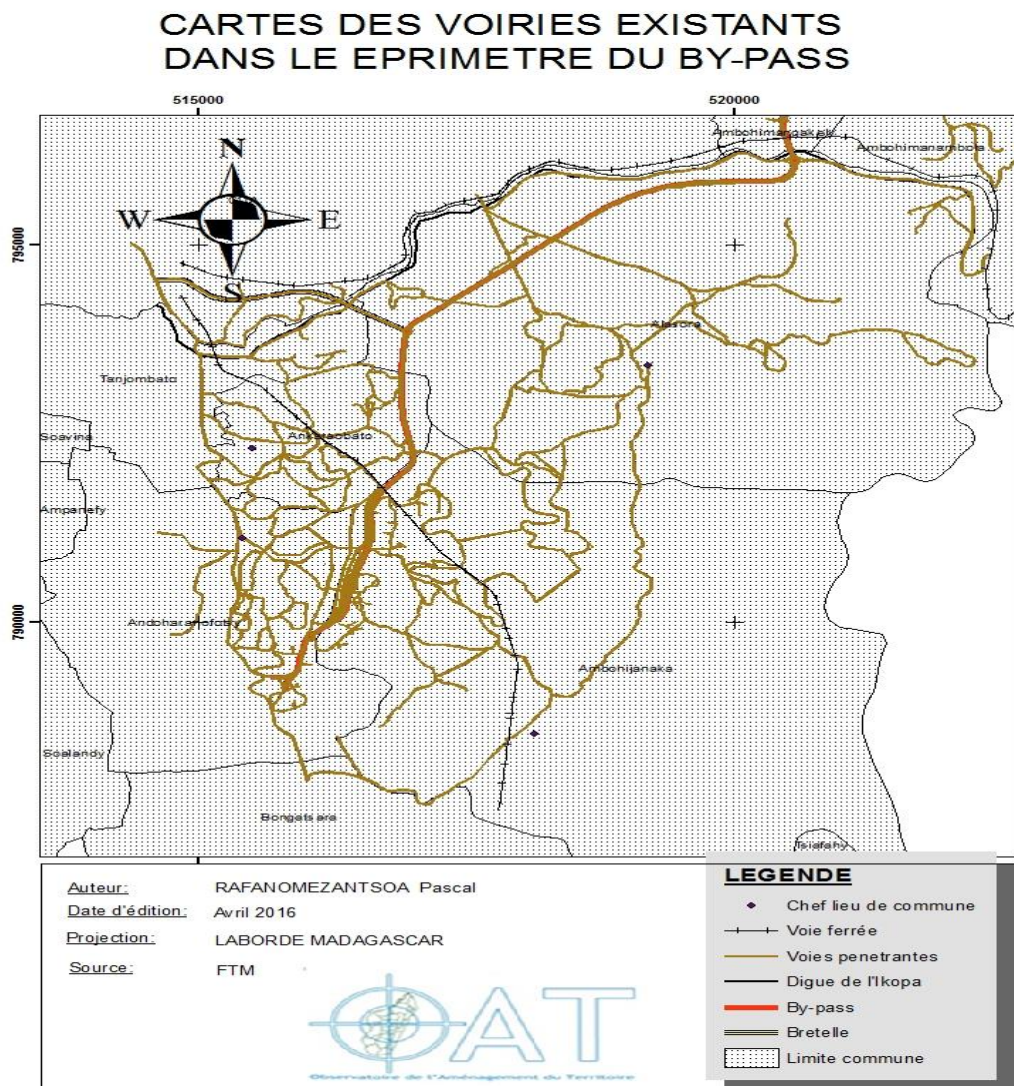 CARTES DES VOIRIES EXISTANTS
DANS LE EPRIMETRE DU BY-PASS
515000
520000
Ambohimanambola
N
795000
W
E
S
Alasora
Tanjombato
Soavina
Ankaraobato
Ampanefy
790000
Ambohijanaka
Soalandy
Bongatsara
Tsiafahy
Auteur: RAFANOMEZANTSOA Pascal
Date d'édition: Avril 2016
Projection: LABORDE MADAGASCAR
Source: FTM
OAT
Observatoire de l'Aménagement du Territoire
LEGENDE
Chef lieu de commune
Voie ferrée
Voies penetrantes
Digue de l'Ikopa
By-pass
Bretelle
Limite commune